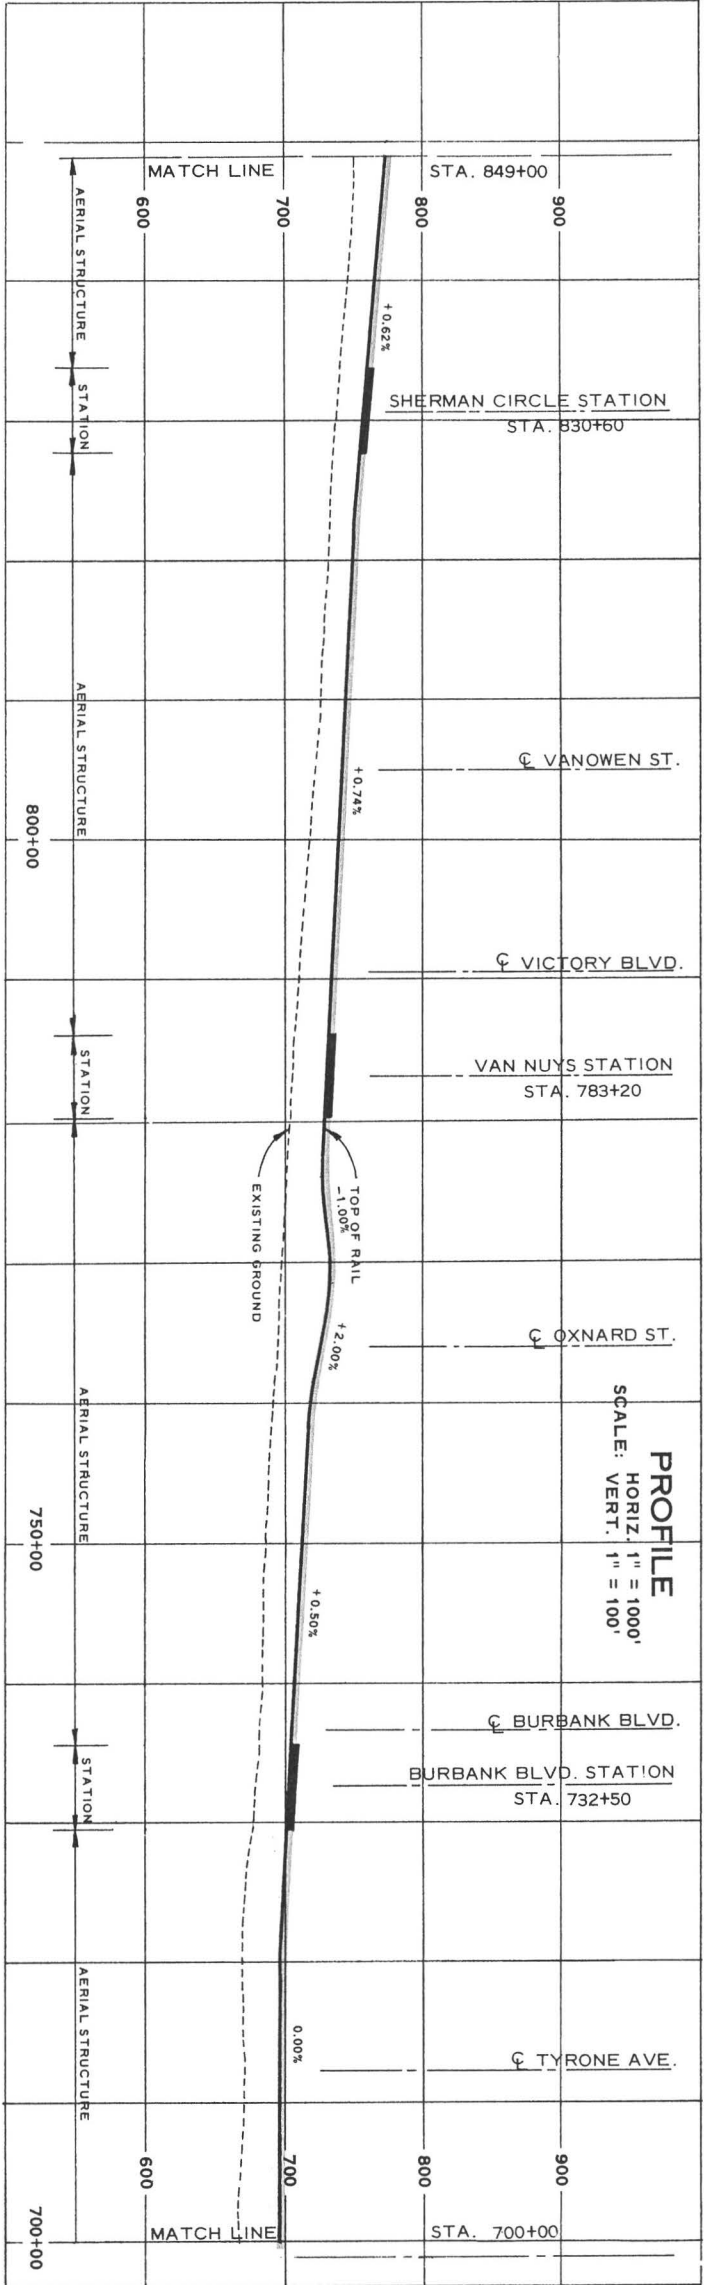 MATCH LINE
STA. 849+00
600
700
800
900
AERIAL STRUCTURE
+0.62%
STATION
SHERMAN CIRCLE STATION
STA. 830+60
AERIAL STRUCTURE
800+00
+0.74%
℄ VANOWEN ST.
℄ VICTORY BLVD.
STATION
VAN NUYS STATION
STA. 783+20
EXISTING GROUND
TOP OF RAIL
-1.00%
+2.00%
℄ OXNARD ST.
PROFILE
SCALE: HORIZ. 1" = 1000'
VERT. 1" = 100'
AERIAL STRUCTURE
750+00
+0.50%
℄ BURBANK BLVD.
STATION
BURBANK BLVD. STATION
STA. 732+50
AERIAL STRUCTURE
0.00%
℄ TYRONE AVE.
600
700
800
900
700+00
MATCH LINE
STA. 700+00